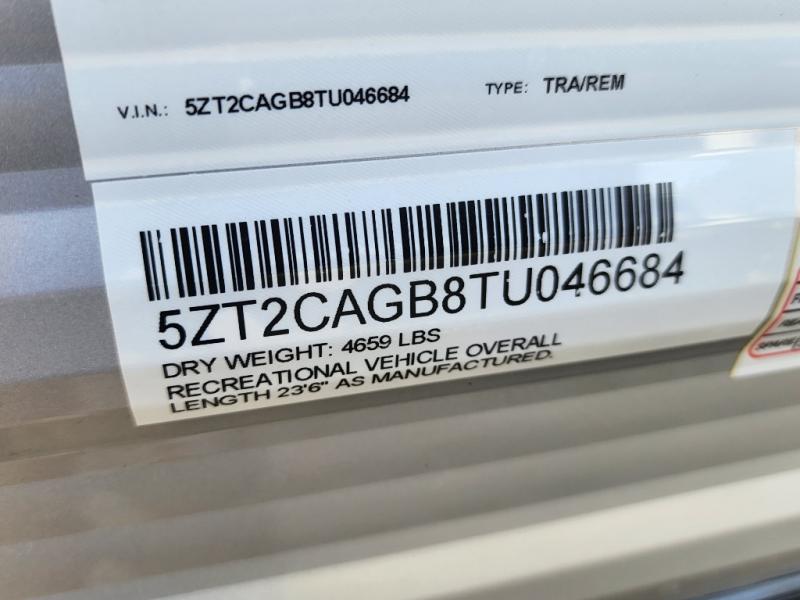 V.I.N.: 5ZT2CAGB8TU046684 TYPE: TRA/REM
5ZT2CAGB8TU046684
DRY WEIGHT: 4659 LBS
RECREATIONAL VEHICLE OVERALL
LENGTH 23'6" AS MANUFACTURED.